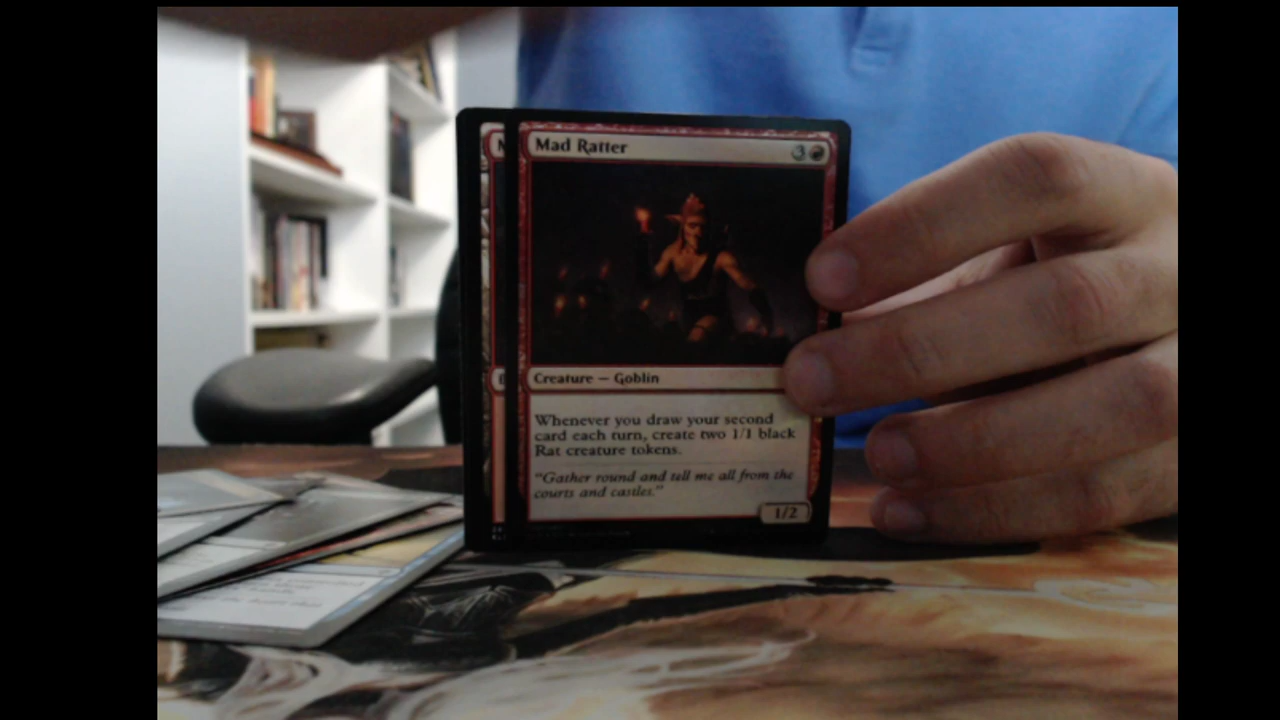 Mad Ratter 3
Creature — Goblin
Whenever you draw your second
card each turn, create two 1/1 black
Rat creature tokens.
“Gather round and tell me all from the
courts and castles.”
1/2